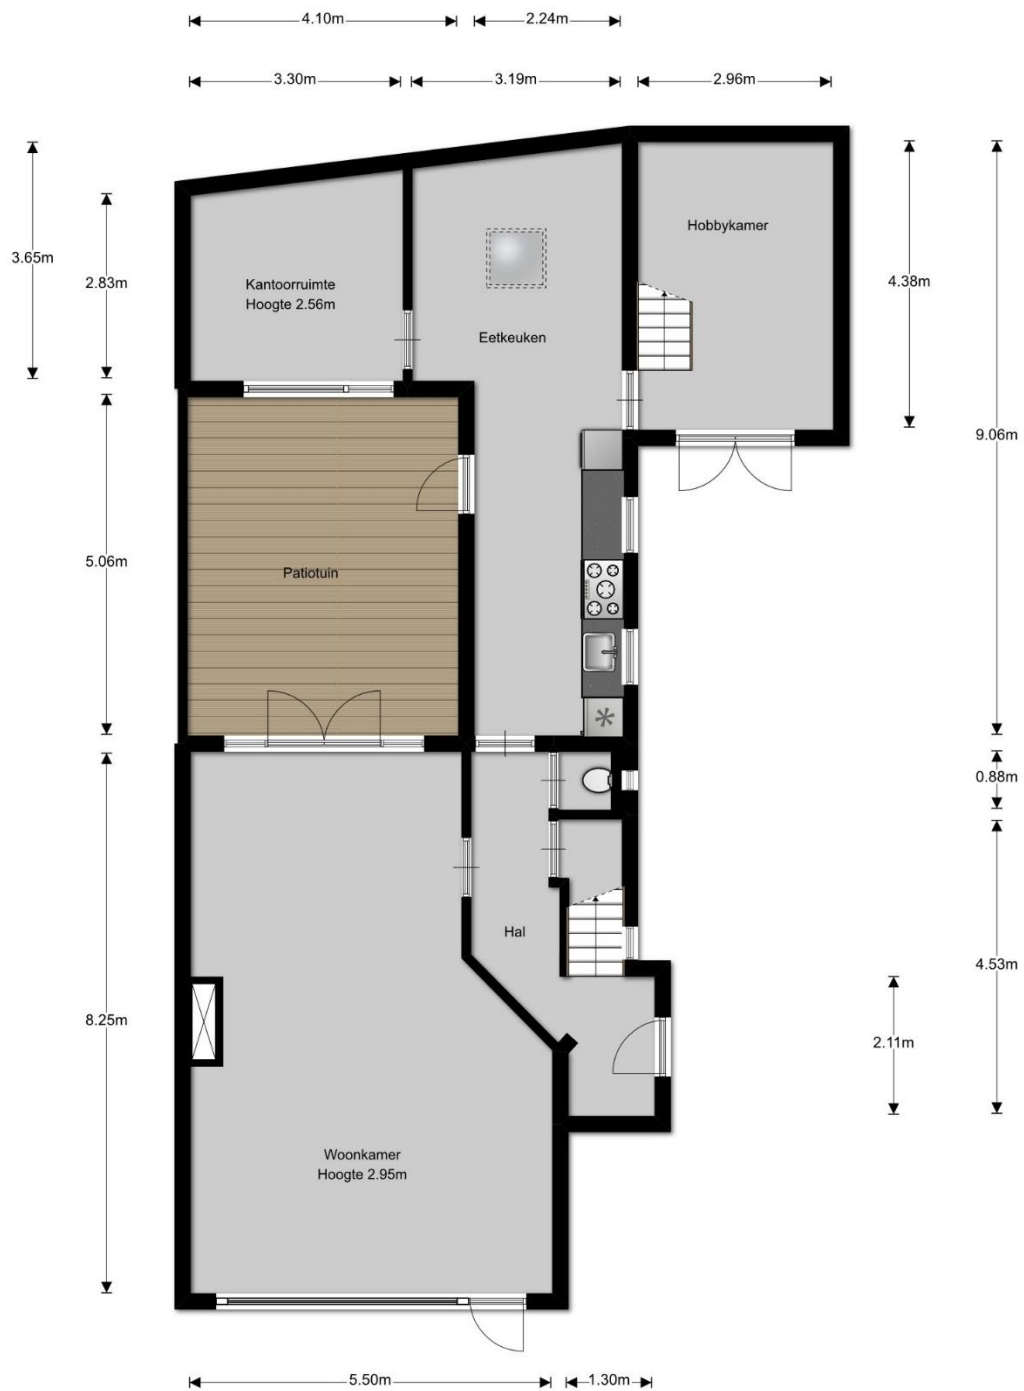 4.10m
2.24m
3.30m
3.19m
2.96m
3.65m
2.83m
Hobbykamer
4.38m
Kantoorruimte
Hoogte 2.56m
Eetkeuken
9.06m
5.06m
Patiotuin
0.88m
Hal
4.53m
8.25m
2.11m
Woonkamer
Hoogte 2.95m
5.50m
1.30m